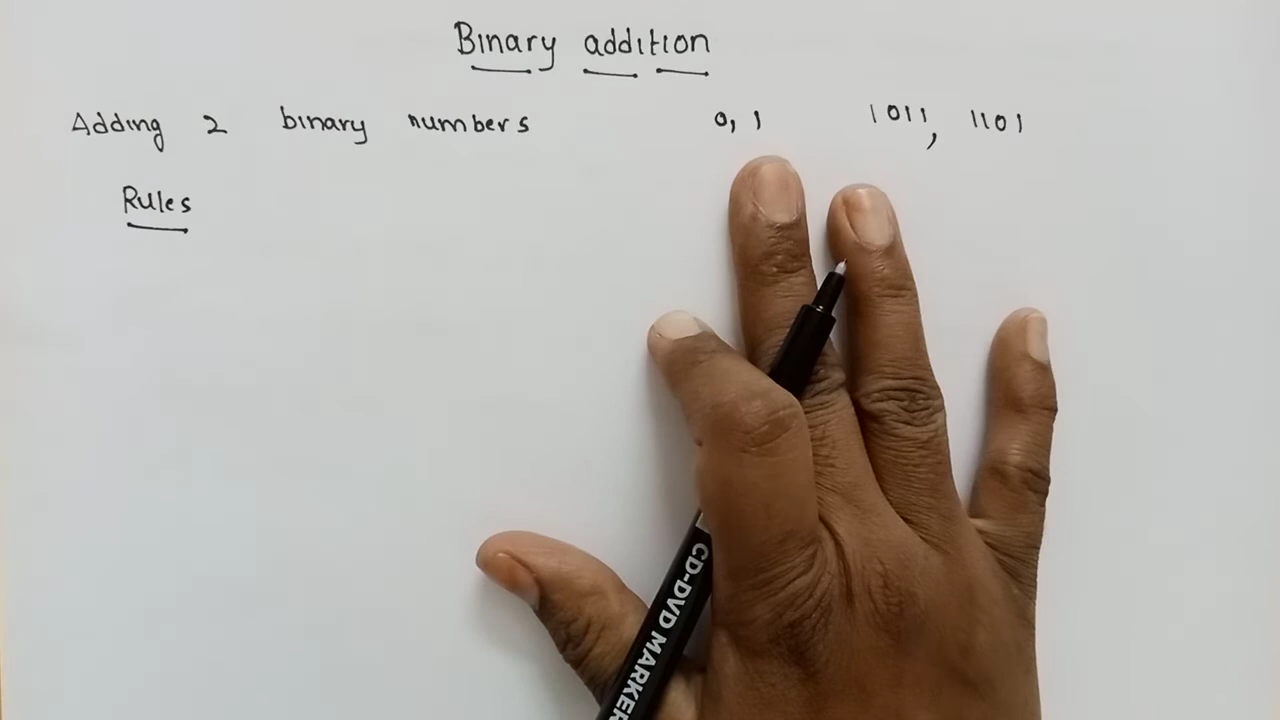 Binary addition
Adding 2 binary numbers 0, 1 1011, 1101
Rules
CD-DVD MARKER